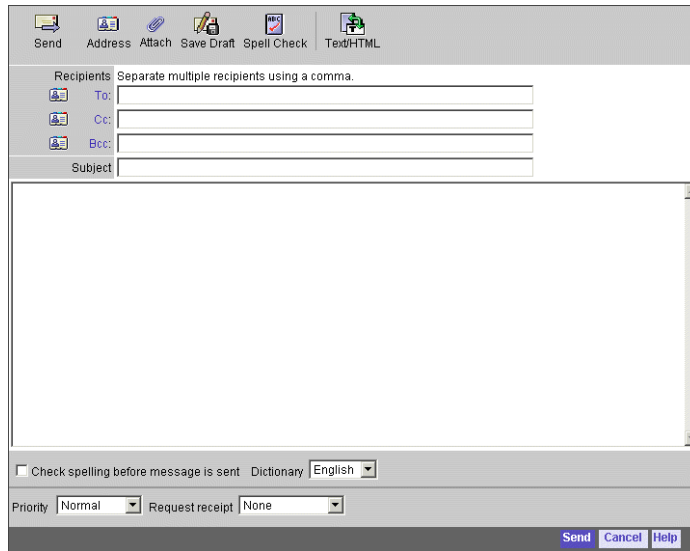 Send Address Attach Save Draft Spell Check Text/HTML
Recipients Separate multiple recipients using a comma.
To:
Cc:
Bcc:
Subject
Check spelling before message is sent Dictionary English
Priority Normal Request receipt None
Send Cancel Help